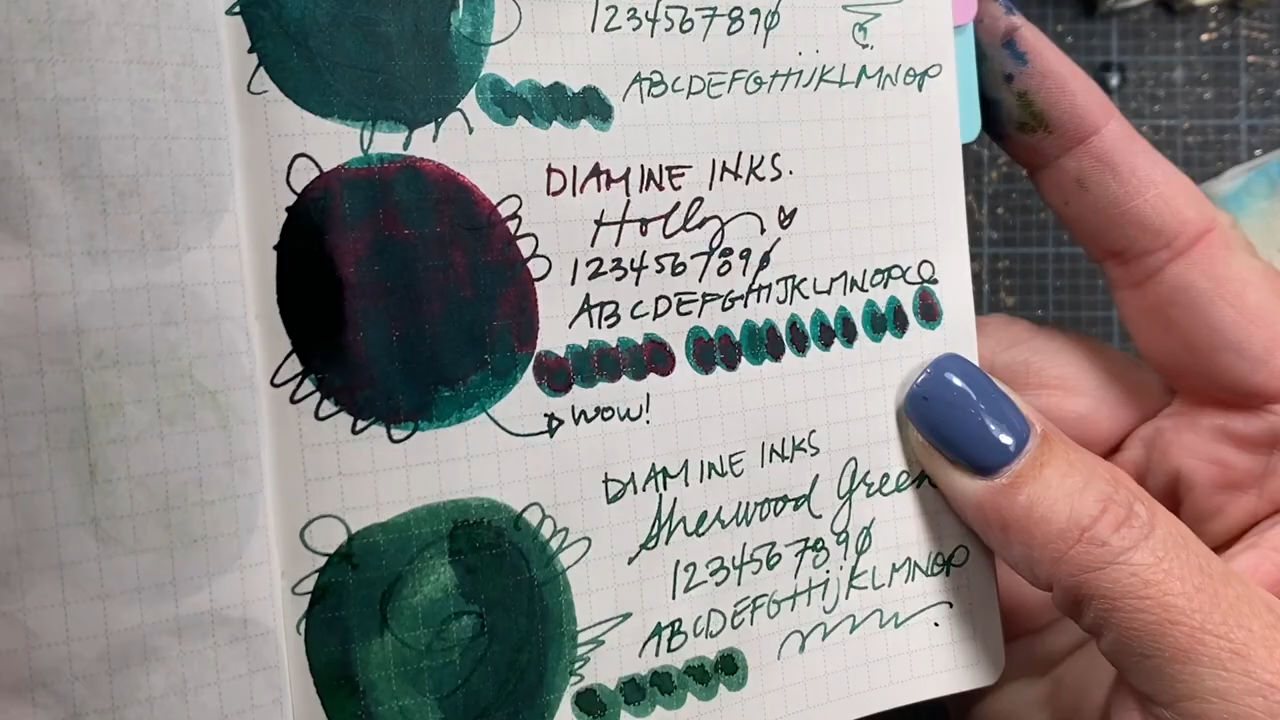 1234567890
ABCDEFGHIJKLMNOP
DIAMINE INKS.
Holly
1234567890
ABCDEFGHIJKLMNOPQ
WOW!
DIAMINE INKS
Sherwood Green
1234567890
ABCDEFGHIJKLMNOP